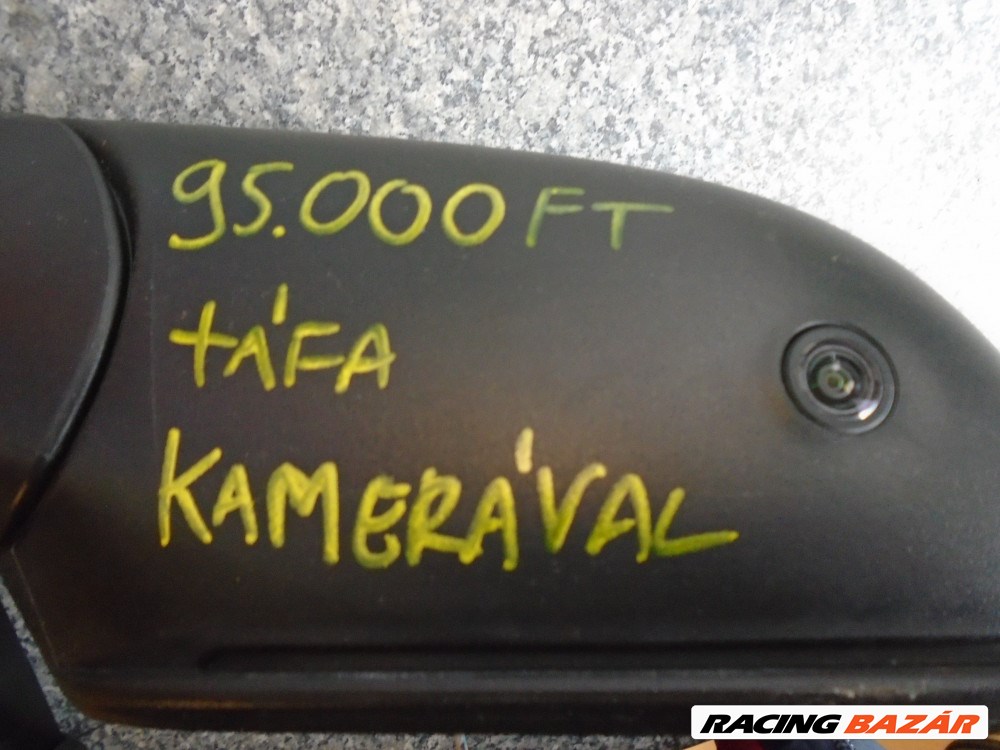 95.000 FT
+ÁFA
KAMERÁVAL
RACING BAZÁR